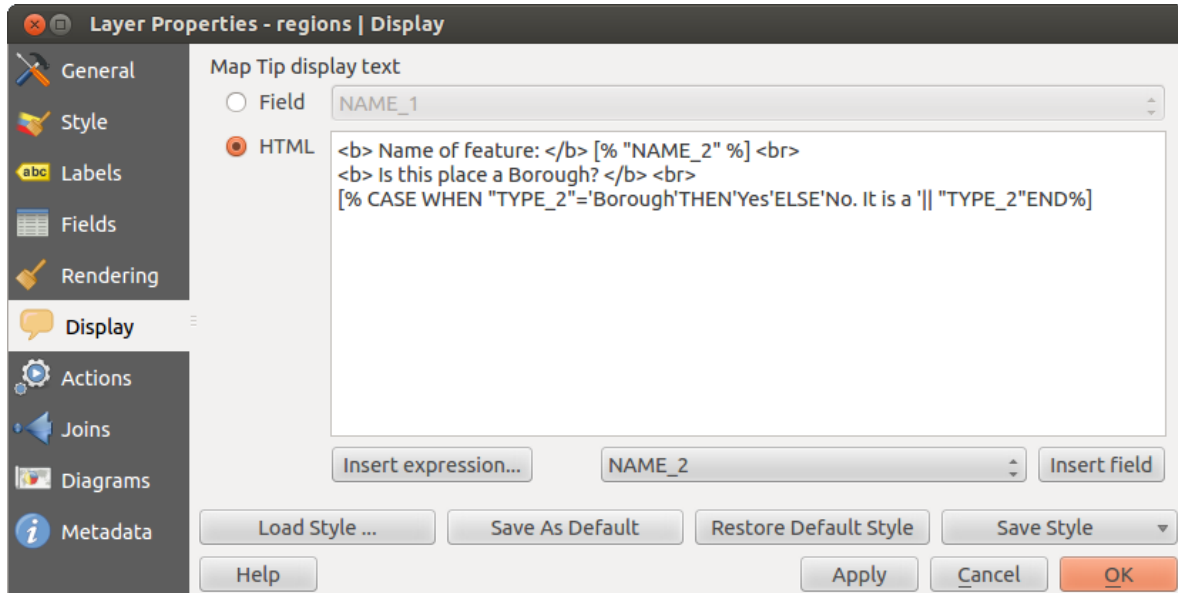 Layer Properties - regions | Display
General
Style
abc Labels
Fields
Rendering
Display
Actions
Joins
Diagrams
Metadata
Map Tip display text
Field NAME_1
HTML
<b> Name of feature: </b> [% "NAME_2" %] <br>
<b> Is this place a Borough? </b> <br>
[% CASE WHEN "TYPE_2"='Borough'THEN'Yes'ELSE'No. It is a '|| "TYPE_2"END%]
Insert expression... NAME_2 Insert field
Load Style ... Save As Default Restore Default Style Save Style
Help Apply Cancel OK